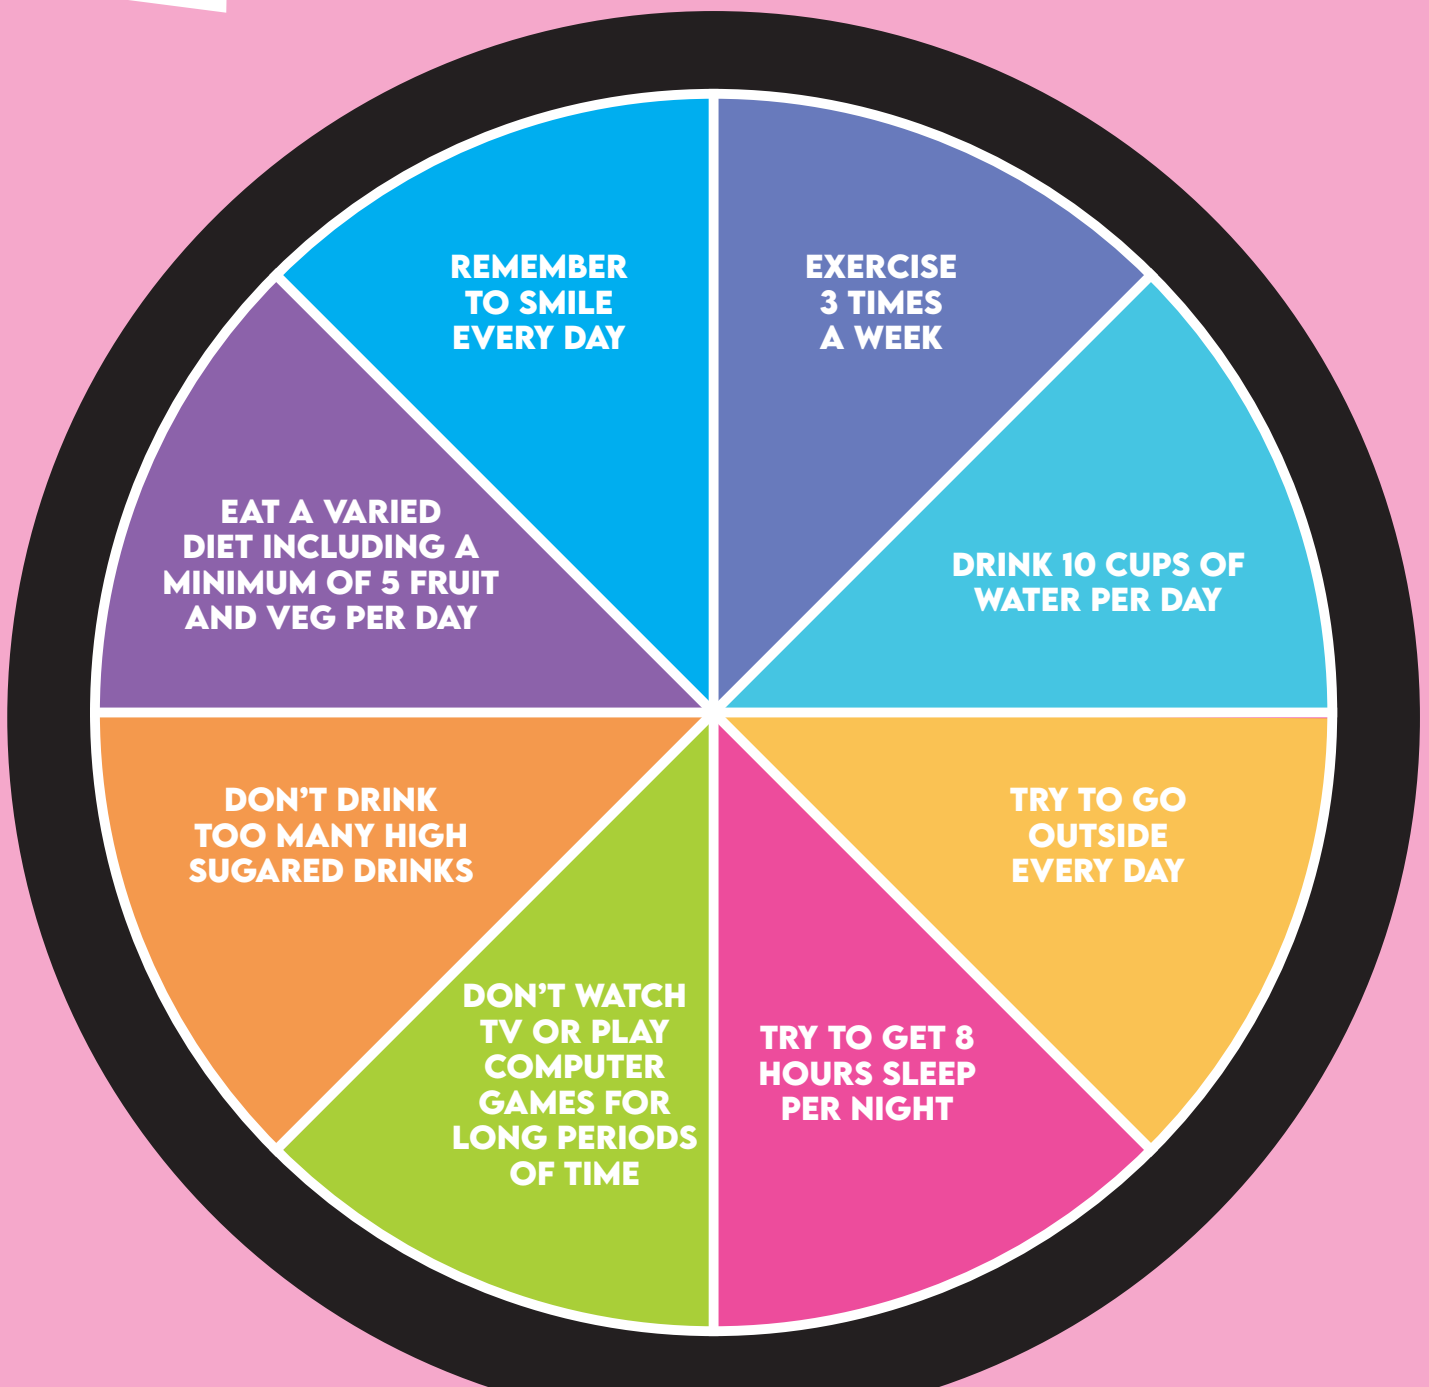 REMEMBER
TO SMILE
EVERY DAY
EXERCISE
3 TIMES
A WEEK
EAT A VARIED
DIET INCLUDING A
MINIMUM OF 5 FRUIT
AND VEG PER DAY
DRINK 10 CUPS OF
WATER PER DAY
DON'T DRINK
TOO MANY HIGH
SUGARED DRINKS
TRY TO GO
OUTSIDE
EVERY DAY
DON'T WATCH
TV OR PLAY
COMPUTER
GAMES FOR
LONG PERIODS
OF TIME
TRY TO GET 8
HOURS SLEEP
PER NIGHT